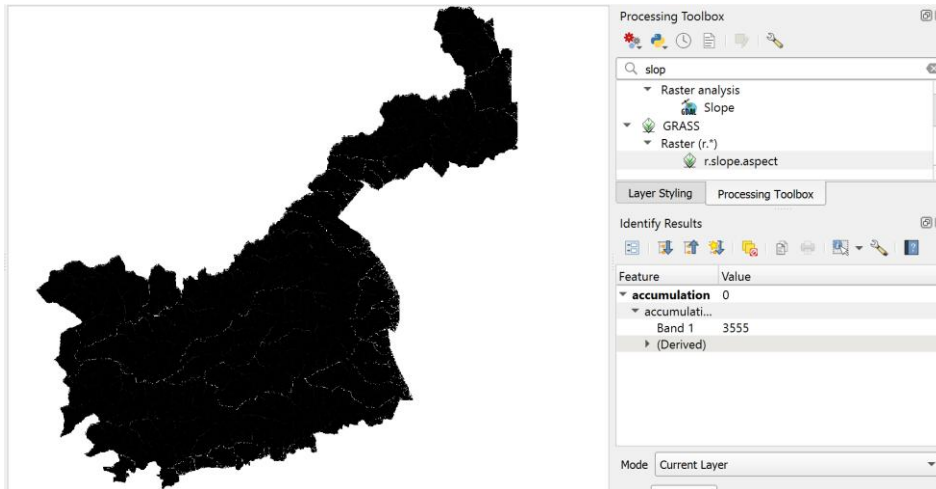 Processing Toolbox
slop
Raster analysis
Slope
GRASS
Raster (r.*)
r.slope.aspect
Layer Styling Processing Toolbox
Identify Results
Feature Value
accumulation 0
accumulati...
Band 1 3555
(Derived)
Mode Current Layer